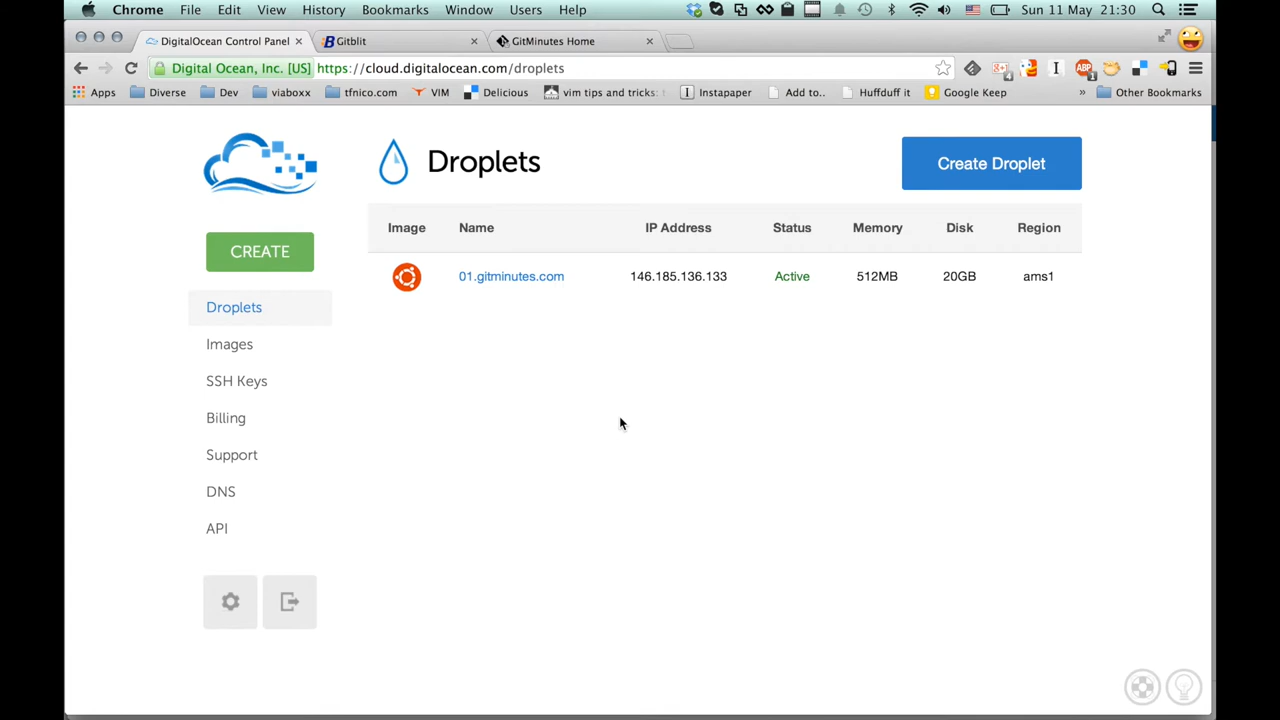 Chrome File Edit View History Bookmarks Window Users Help Sun 11 May 21:30
DigitalOcean Control Panel Gitblit GitMinutes Home
Digital Ocean, Inc. [US] https://cloud.digitalocean.com/droplets
Apps Diverse Dev viaboxx tfnico.com VIM Delicious vim tips and tricks: Instapaper Add to.. Huffduff it Google Keep » Other Bookmarks
Droplets
Create Droplet
CREATE
Droplets
Images
SSH Keys
Billing
Support
DNS
API
Image Name IP Address Status Memory Disk Region
01.gitminutes.com 146.185.136.133 Active 512MB 20GB ams1